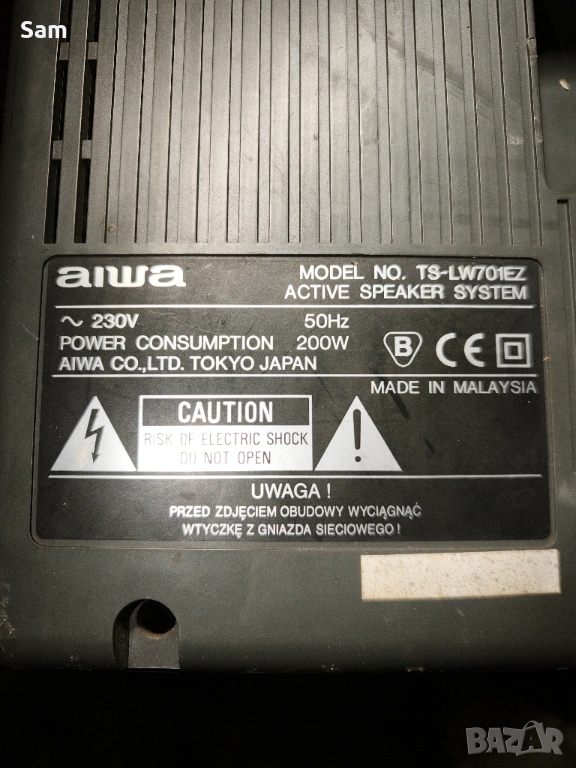 Sam
aiwa
MODEL NO. TS-LW701EZ
ACTIVE SPEAKER SYSTEM
~ 230V 50Hz
POWER CONSUMPTION 200W
AIWA CO.,LTD. TOKYO JAPAN
B CE
MADE IN MALAYSIA
CAUTION
RISK OF ELECTRIC SHOCK
DO NOT OPEN
UWAGA !
PRZED ZDJĘCIEM OBUDOWY WYCIĄGNĄĆ
WTYCZKĘ Z GNIAZDA SIECIOWEGO !
BAZAR